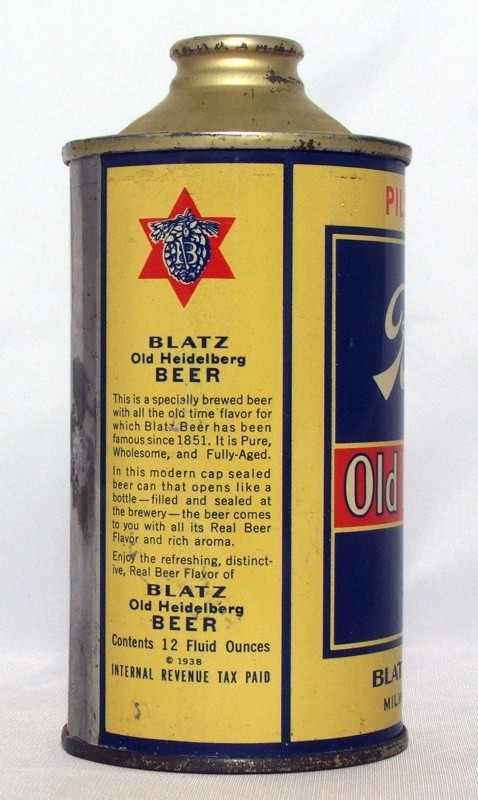 B
BLATZ
Old Heidelberg
BEER
This is a specially brewed beer
with all the old time flavor for
which Blatz Beer has been
famous since 1851. It is Pure,
Wholesome, and Fully-Aged.
In this modern cap sealed
beer can that opens like a
bottle—filled and sealed at
the brewery—the beer comes
to you with all its Real Beer
Flavor and rich aroma.
Enjoy the refreshing, distinct-
ive, Real Beer Flavor of
BLATZ
Old Heidelberg
BEER
Contents 12 Fluid Ounces
© 1938
INTERNAL REVENUE TAX PAID
Old
BLATZ